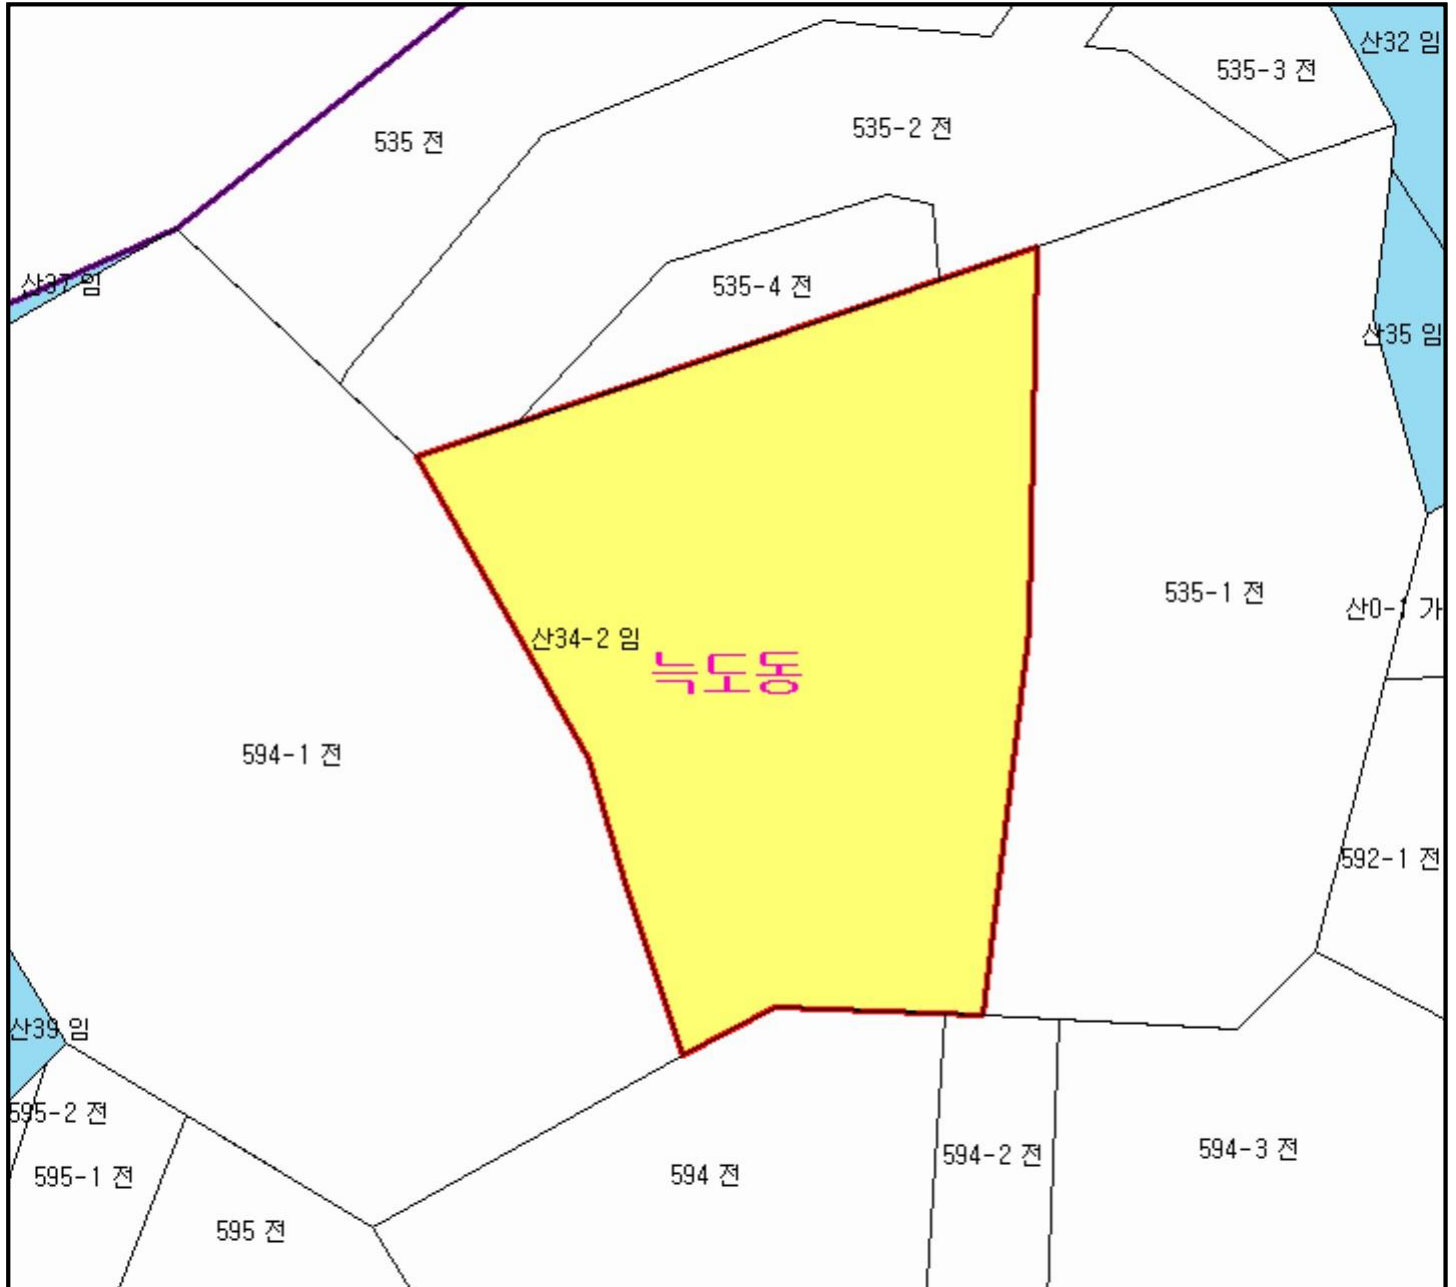 산32 임
535-3 전
535-2 전
535 전
산37 임
535-4 전
산35 임
535-1 전
산0-1 가
산34-2 임
늑도동
594-1 전
592-1 전
산39 임
595-2 전
594-3 전
594-2 전
595-1 전
594 전
595 전